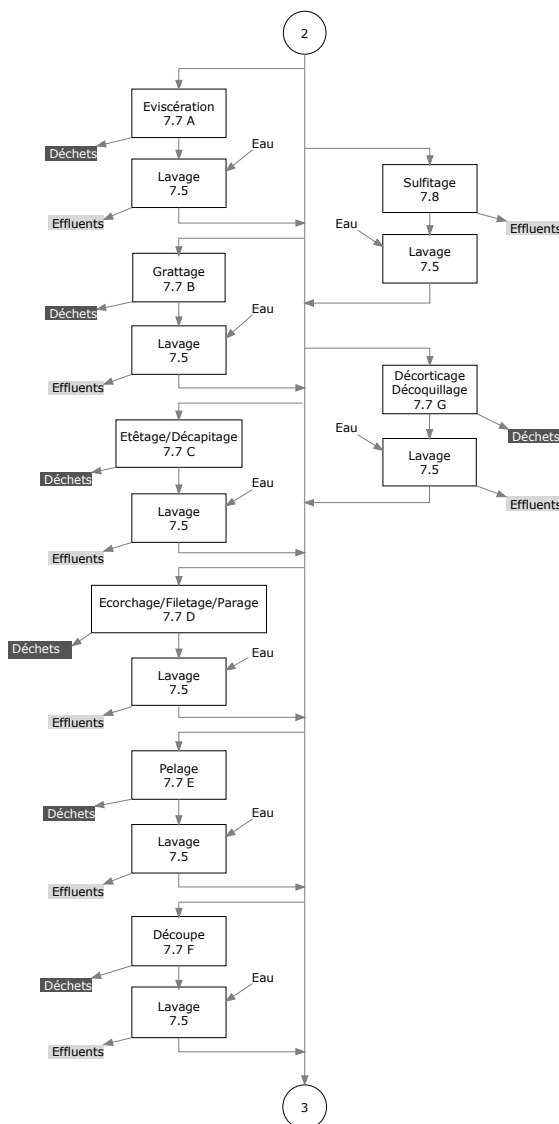 2
Eviscération
7.7 A
Déchets
Eau
Lavage
7.5
Effluents
Sulfitage
7.8
Effluents
Eau
Lavage
7.5
Grattage
7.7 B
Déchets
Eau
Lavage
7.5
Effluents
Décorticage
Décoquillage
7.7 G
Déchets
Eau
Lavage
7.5
Effluents
Etêtage/Décapitage
7.7 C
Déchets
Eau
Lavage
7.5
Effluents
Ecorchage/Filetage/Parage
7.7 D
Déchets
Eau
Lavage
7.5
Effluents
Pelage
7.7 E
Déchets
Eau
Lavage
7.5
Effluents
Découpe
7.7 F
Déchets
Eau
Lavage
7.5
Effluents
3